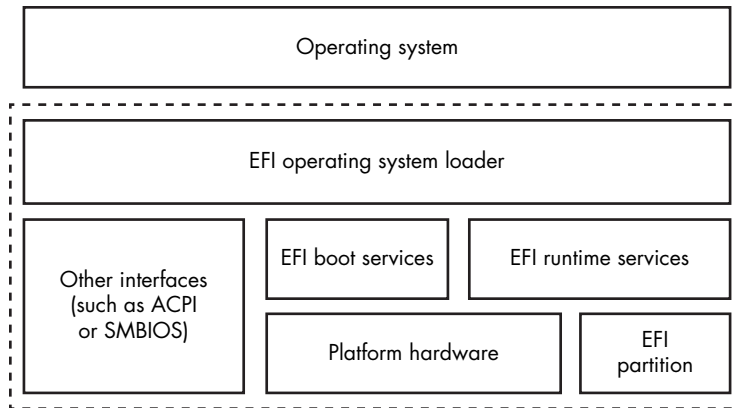 Operating system
EFI operating system loader
Other interfaces
(such as ACPI
or SMBIOS)
EFI boot services
EFI runtime services
Platform hardware
EFI
partition